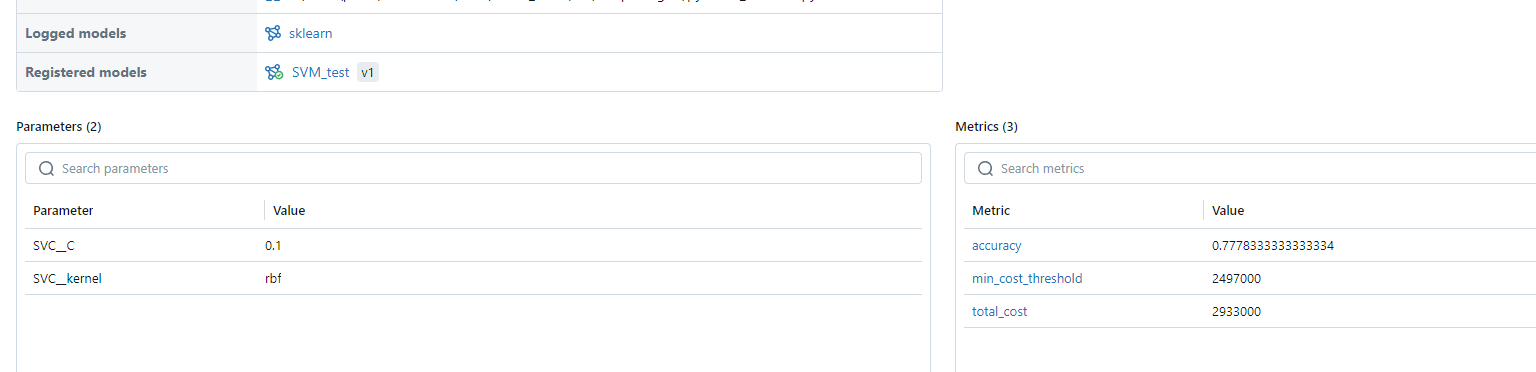 Logged models sklearn
Registered models SVM_test v1
Parameters (2)
Metrics (3)
Search parameters
Search metrics
Parameter Value
Metric Value
SVC__C 0.1
accuracy 0.7778333333333334
SVC__kernel rbf
min_cost_threshold 2497000
total_cost 2933000